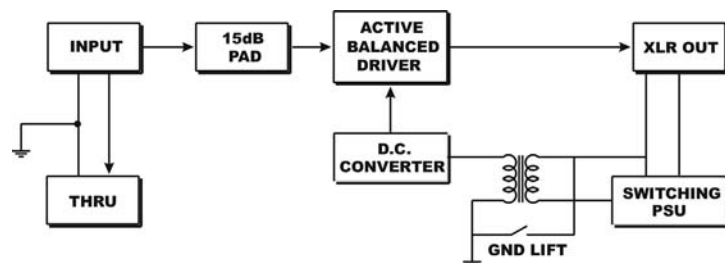 INPUT
15dB
PAD
ACTIVE
BALANCED
DRIVER
XLR OUT
D.C.
CONVERTER
THRU
SWITCHING
PSU
GND LIFT